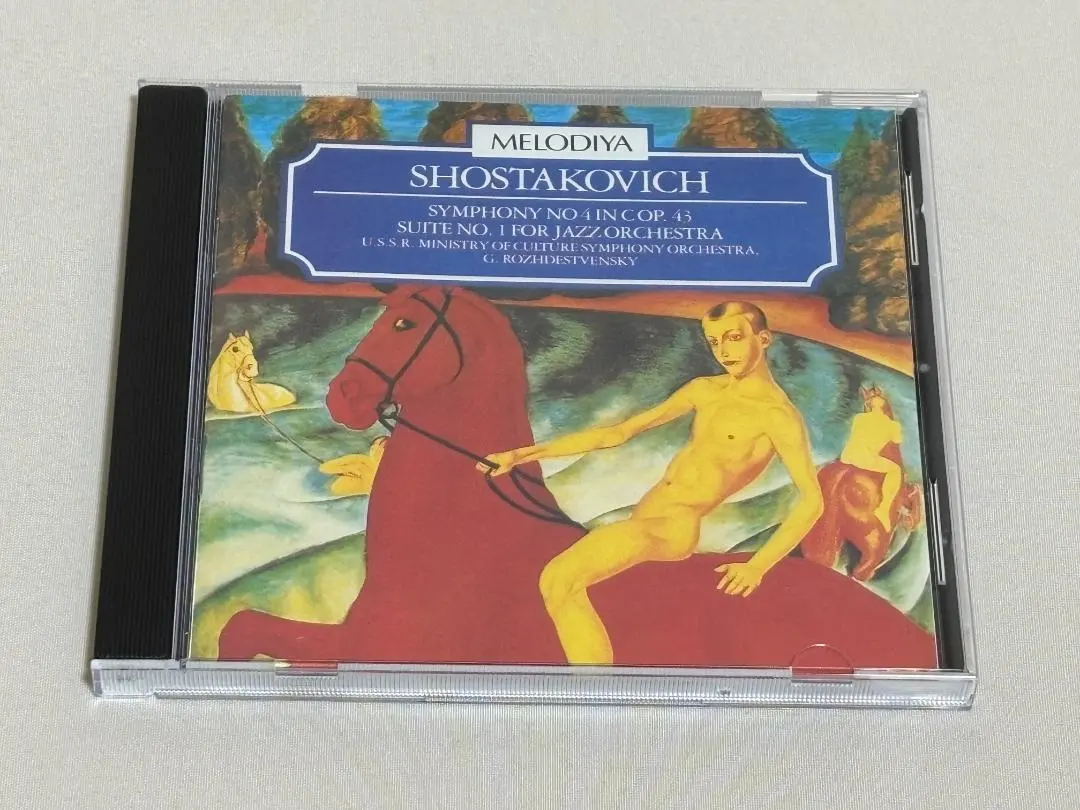 MELODIYA
SHOSTAKOVICH
SYMPHONY NO 4 IN C OP. 43
SUITE NO. 1 FOR JAZZ ORCHESTRA
U.S.S.R. MINISTRY OF CULTURE SYMPHONY ORCHESTRA,
G. ROZHDESTVENSKY